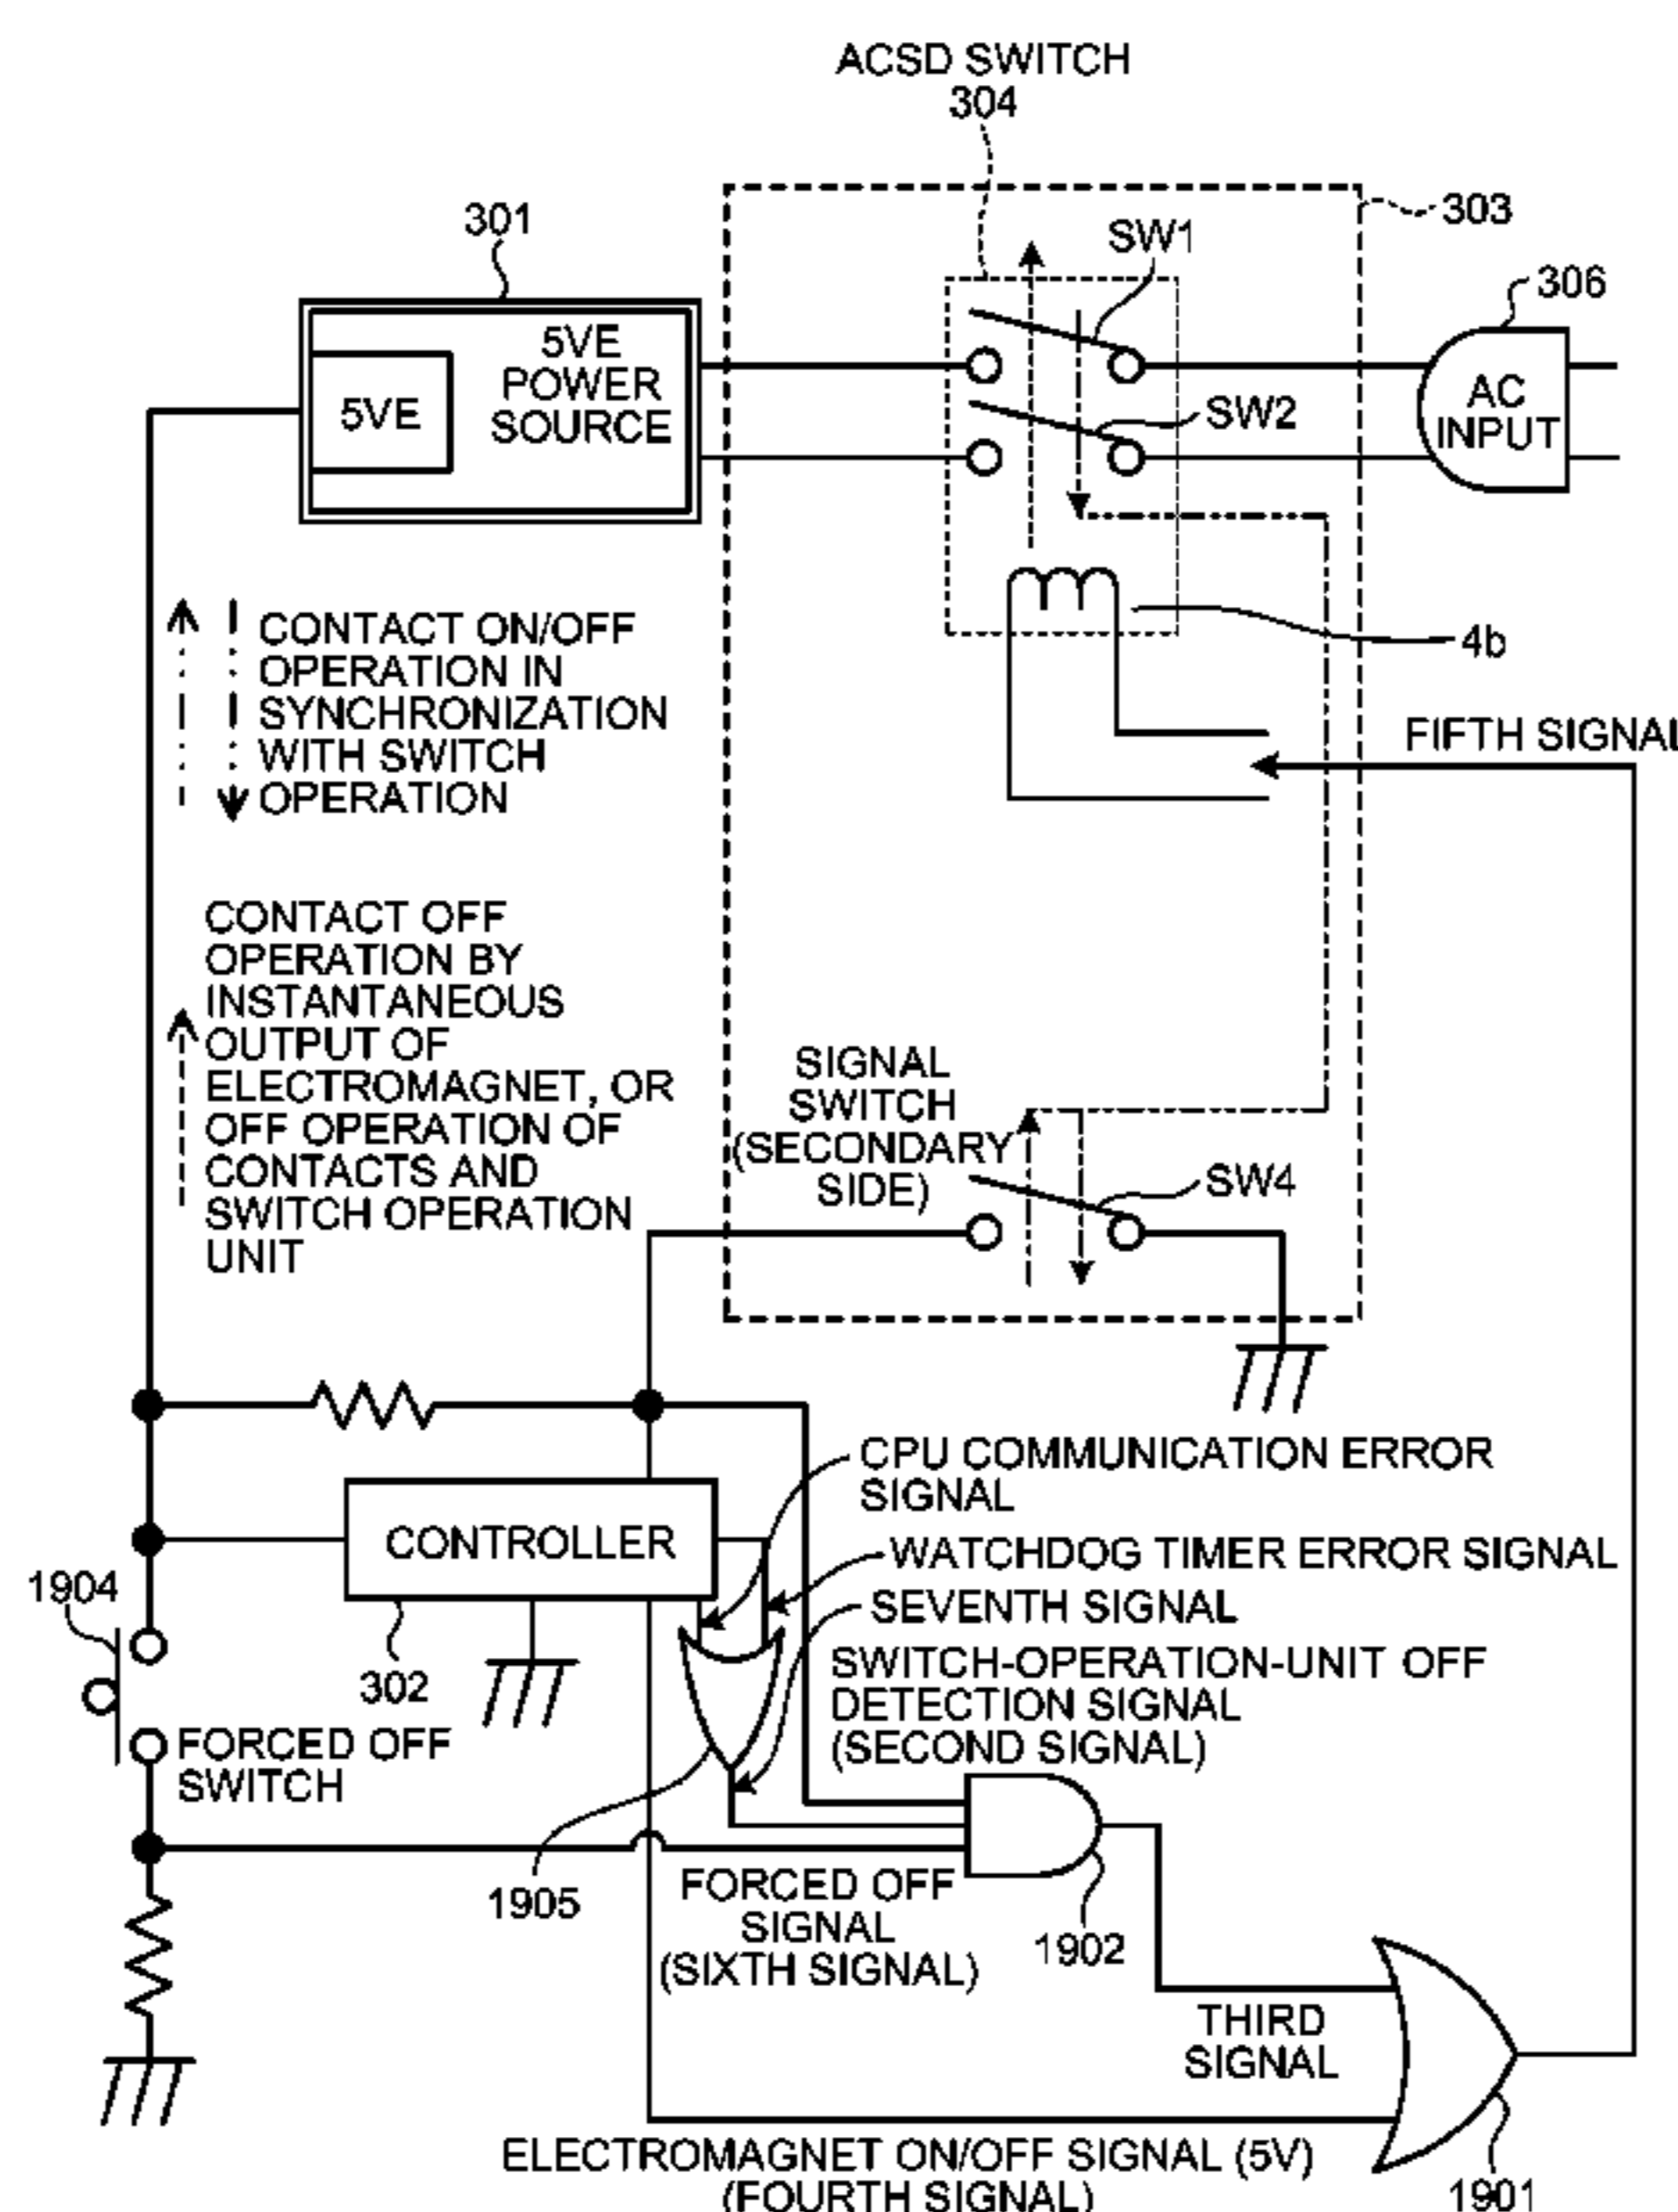 ACSD SWITCH
304
303
301
SW1
306
5VE
POWER
SOURCE
5VE
SW2
AC
INPUT
4b
CONTACT ON/OFF
OPERATION IN
SYNCHRONIZATION
WITH SWITCH
OPERATION
FIFTH SIGNAL
CONTACT OFF
OPERATION BY
INSTANTANEOUS
OUTPUT OF
ELECTROMAGNET, OR
OFF OPERATION OF
CONTACTS AND
SWITCH OPERATION
UNIT
SIGNAL
SWITCH
(SECONDARY
SIDE)
SW4
CPU COMMUNICATION ERROR
SIGNAL
CONTROLLER
WATCHDOG TIMER ERROR SIGNAL
1904
SEVENTH SIGNAL
302
SWITCH-OPERATION-UNIT OFF
DETECTION SIGNAL
(SECOND SIGNAL)
FORCED OFF
SWITCH
1905
FORCED OFF
SIGNAL
(SIXTH SIGNAL)
1902
THIRD
SIGNAL
ELECTROMAGNET ON/OFF SIGNAL (5V)
(FOURTH SIGNAL)
1901